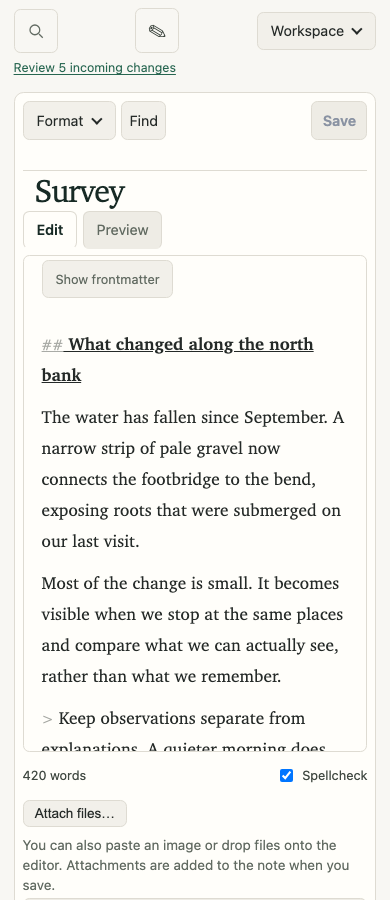 Workspace
Review 5 incoming changes
Format
Find
Save
Survey
Edit
Preview
Show frontmatter
## What changed along the north
bank
The water has fallen since September. A
narrow strip of pale gravel now
connects the footbridge to the bend,
exposing roots that were submerged on
our last visit.
Most of the change is small. It becomes
visible when we stop at the same places
and compare what we can actually see,
rather than what we remember.
> Keep observations separate from
explanations. A quieter morning does
420 words
Spellcheck
Attach files…
You can also paste an image or drop files onto the
editor. Attachments are added to the note when you
save.